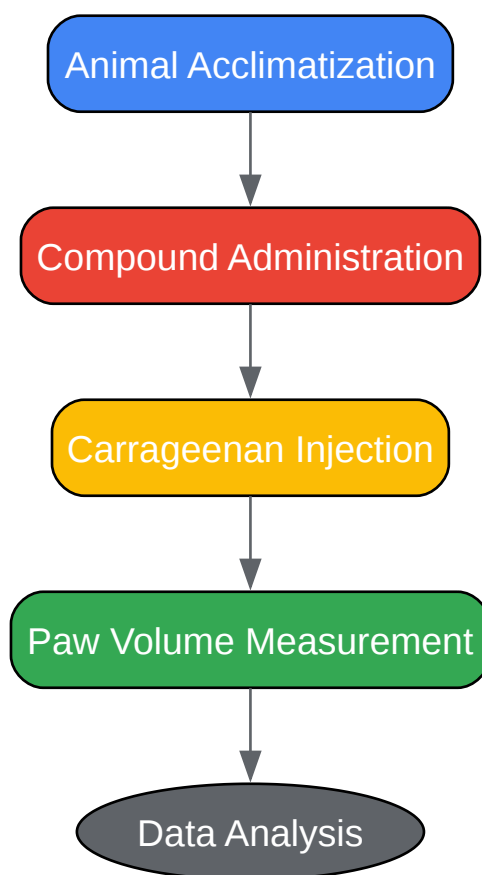 Animal Acclimatization
Compound Administration
Carrageenan Injection
Paw Volume Measurement
Data Analysis